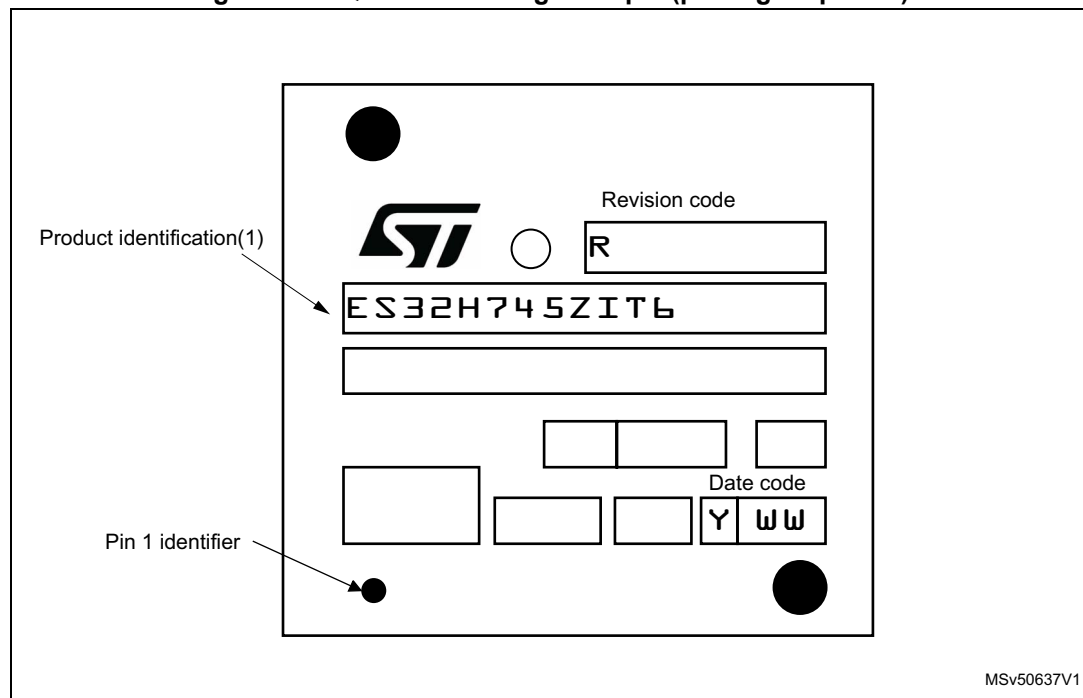 Revision code
R
Product identification(1)
ES32H745ZIT6
Date code
Y WW
Pin 1 identifier
MSv50637V1